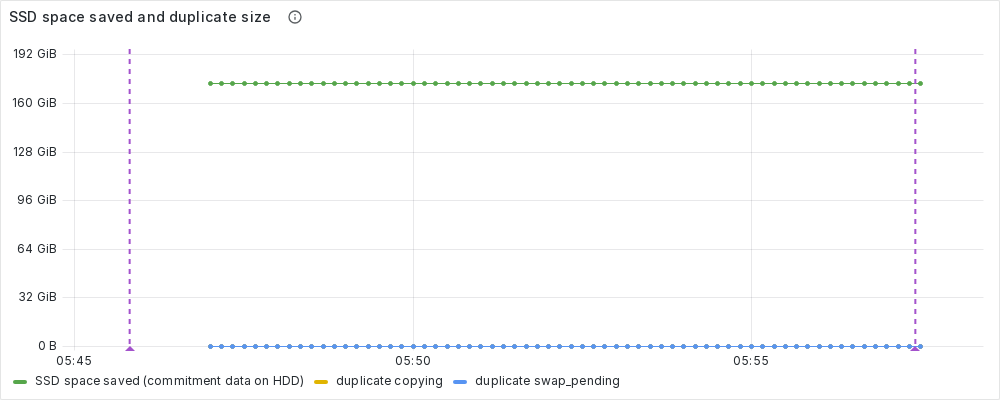 SSD space saved and duplicate size
192 GiB
160 GiB
128 GiB
96 GiB
64 GiB
32 GiB
0 B
05:45 05:50 05:55
SSD space saved (commitment data on HDD) duplicate copying duplicate swap_pending